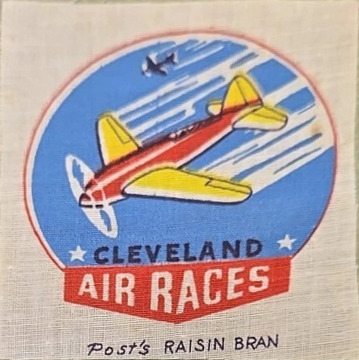 CLEVELAND
AIR RACES
Post's RAISIN BRAN